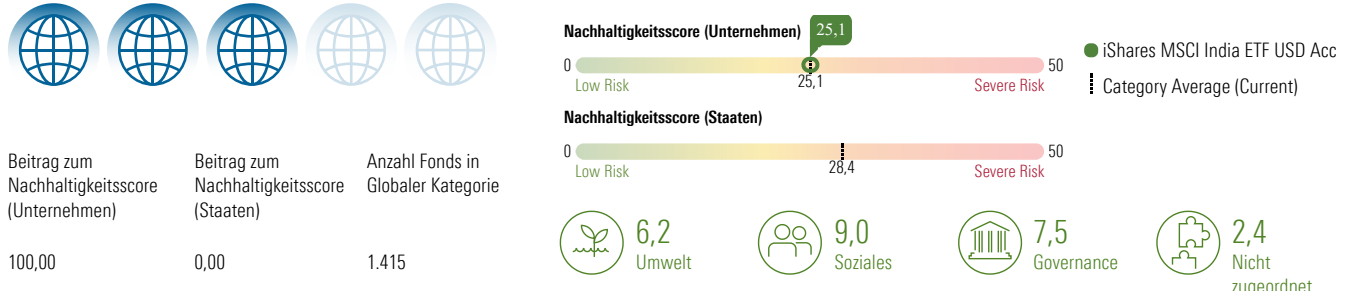 Beitrag zum
Nachhaltigkeitsscore
(Unternehmen)
100,00
Beitrag zum
Nachhaltigkeitsscore
(Staaten)
0,00
Anzahl Fonds in
Globaler Kategorie
1.415
Nachhaltigkeitsscore (Unternehmen)
25,1
0
50
Low Risk
25,1
Severe Risk
Nachhaltigkeitsscore (Staaten)
0
50
Low Risk
28,4
Severe Risk
iShares MSCI India ETF USD Acc
Category Average (Current)
6,2
Umwelt
9,0
Soziales
7,5
Governance
2,4
Nicht
zugeordnet